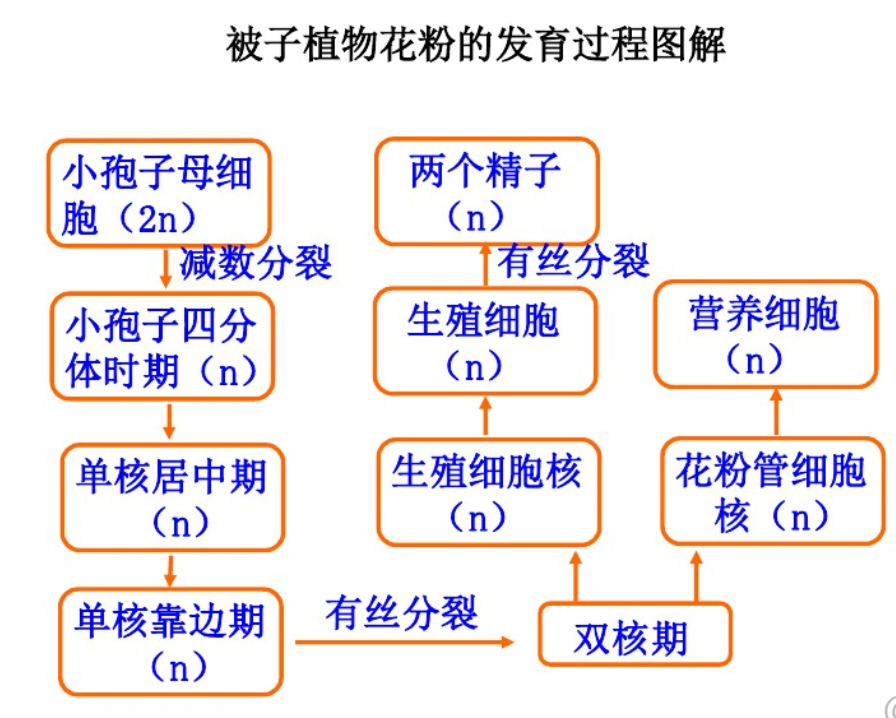 被子植物花粉的发育过程图解
小孢子母细
胞（2n）
减数分裂
小孢子四分
体时期（n）
单核居中期
（n）
单核靠边期
（n）
有丝分裂
双核期
生殖细胞核
（n）
生殖细胞
（n）
有丝分裂
两个精子
（n）
花粉管细胞
核（n）
营养细胞
（n）